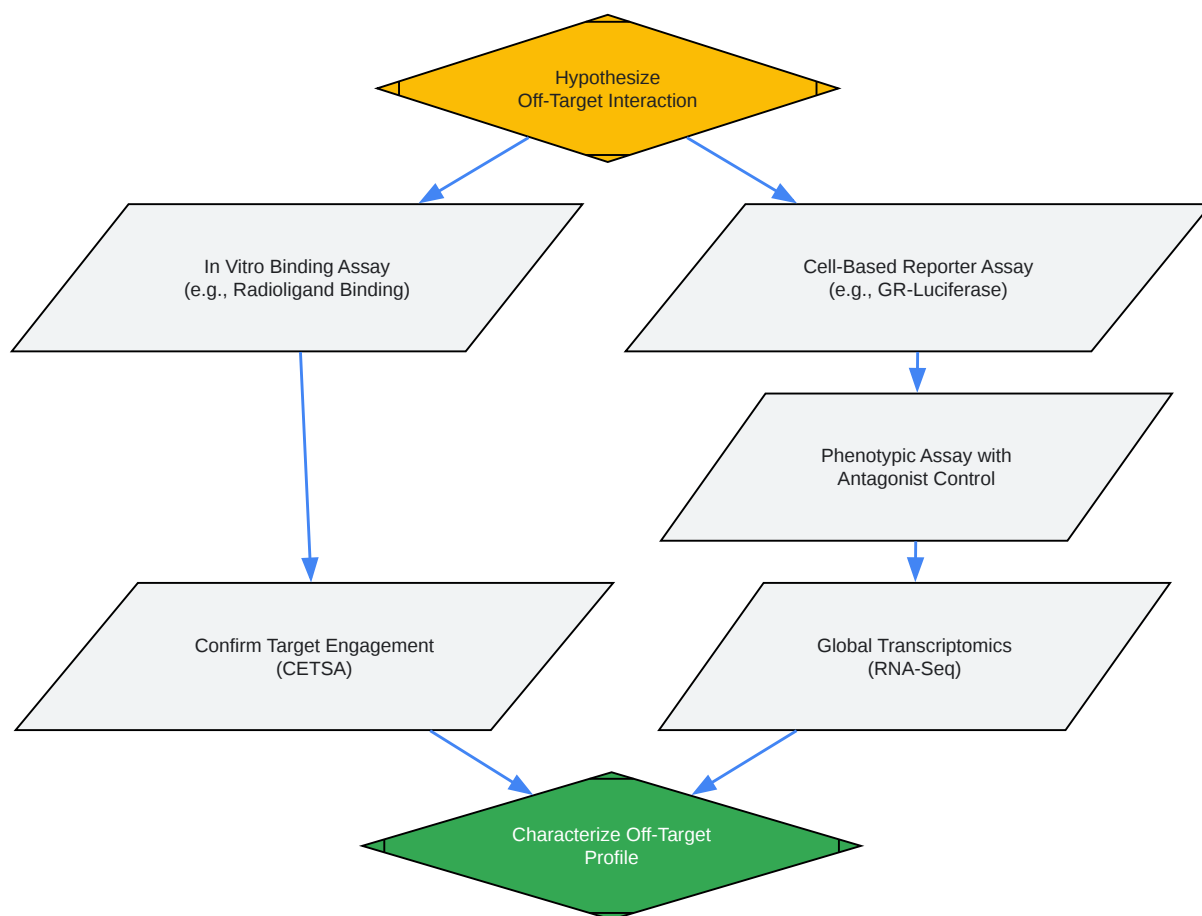 Hypothesize
Off-Target Interaction
In Vitro Binding Assay
(e.g., Radioligand Binding)
Cell-Based Reporter Assay
(e.g., GR-Luciferase)
Phenotypic Assay with
Antagonist Control
Confirm Target Engagement
(CETSA)
Global Transcriptomics
(RNA-Seq)
Characterize Off-Target
Profile